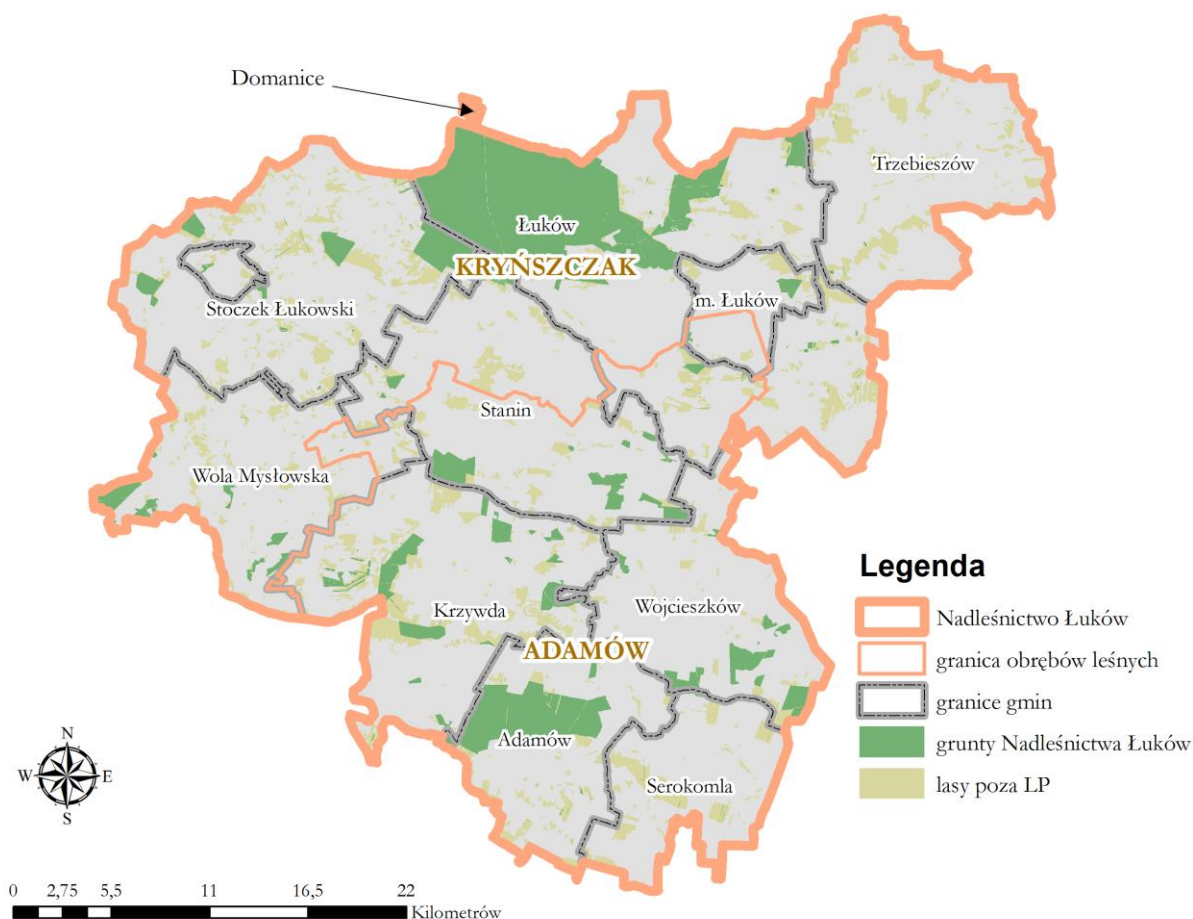 Domanice
Trzebieszów
Łuków
KRYŃSZCZAK
m. Łuków
Stoczek Łukowski
Stanin
Wola Mysłowska
Krzywda
Wojcieszków
ADAMÓW
Adamów
Serokomla
Legenda
Nadleśnictwo Łuków
granica obrębów leśnych
granice gmin
grunty Nadleśnictwa Łuków
lasy poza LP
N
W E
S
0 2,75 5,5 11 16,5 22
Kilometrów